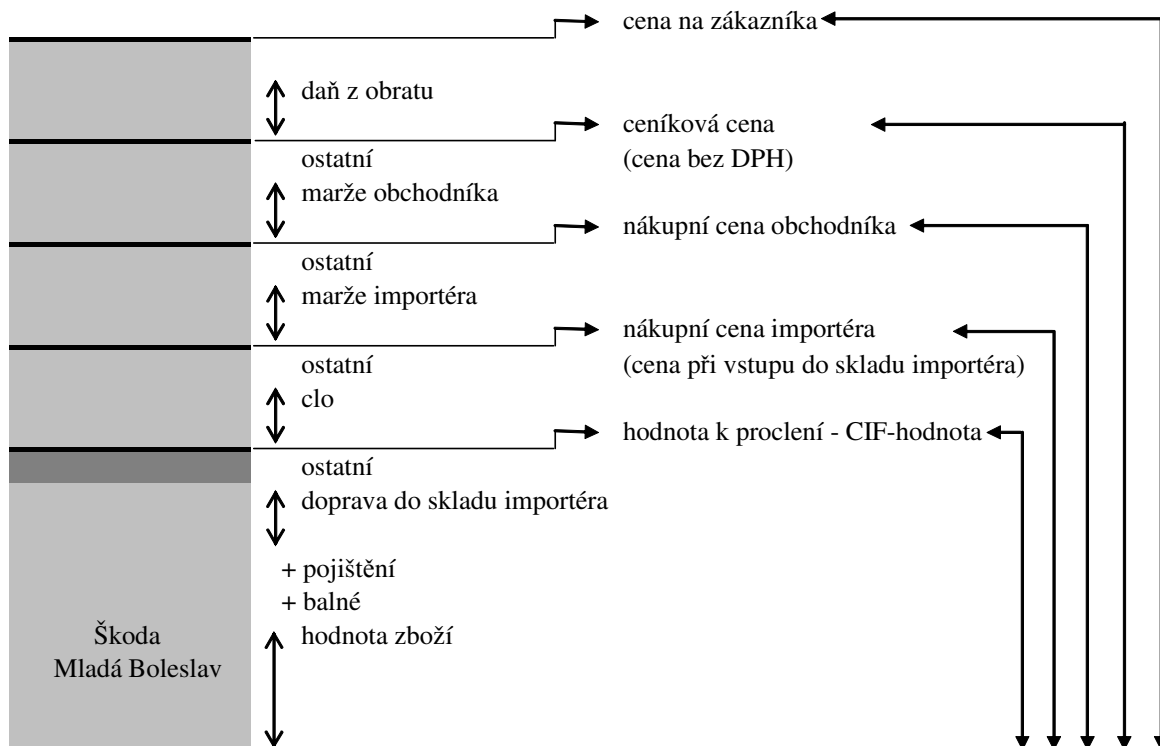 cena na zákazníka
daň z obratu
ceníková cena
(cena bez DPH)
ostatní
marže obchodníka
nákupní cena obchodníka
ostatní
marže importéra
nákupní cena importéra
(cena při vstupu do skladu importéra)
ostatní
clo
hodnota k proclení - CIF-hodnota
ostatní
doprava do skladu importéra
+ pojištění
+ balné
hodnota zboží
Škoda
Mladá Boleslav